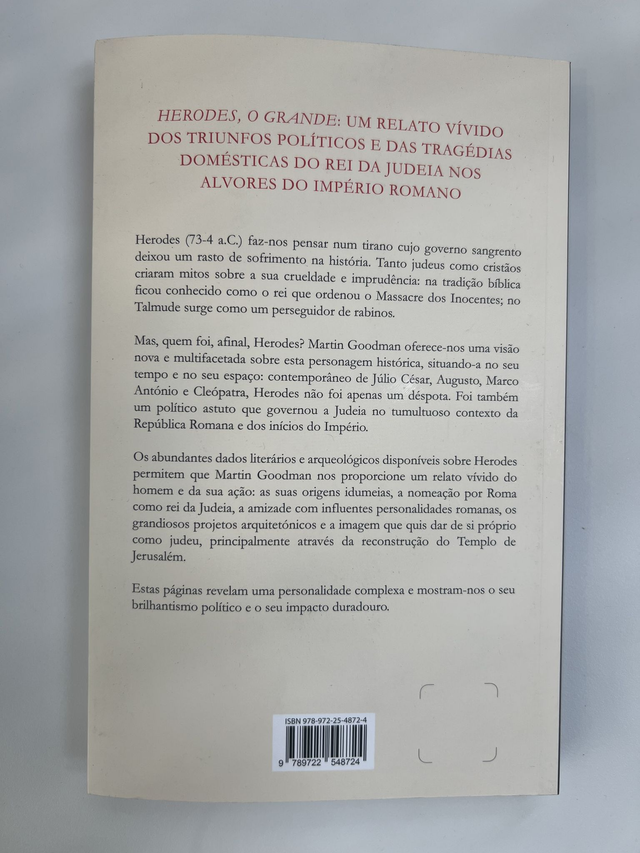 HERODES, O GRANDE: UM RELATO VÍVIDO
DOS TRIUNFOS POLÍTICOS E DAS TRAGÉDIAS
DOMÉSTICAS DO REI DA JUDEIA NOS
ALVORES DO IMPÉRIO ROMANO
Herodes (73-4 a.C.) faz-nos pensar num tirano cujo governo sangrento
deixou um rasto de sofrimento na história. Tanto judeus como cristãos
criaram mitos sobre a sua crueldade e imprudência: na tradição bíblica
ficou conhecido como o rei que ordenou o Massacre dos Inocentes; no
Talmude surge como um perseguidor de rabinos.
Mas, quem foi, afinal, Herodes? Martin Goodman oferece-nos uma visão
nova e multifacetada sobre esta personagem histórica, situando-a no seu
tempo e no seu espaço: contemporâneo de Júlio César, Augusto, Marco
António e Cleópatra, Herodes não foi apenas um déspota. Foi também
um político astuto que governou a Judeia no tumultuoso contexto da
República Romana e dos inícios do Império.
Os abundantes dados literários e arqueológicos disponíveis sobre Herodes
permitem que Martin Goodman nos proporcione um relato vívido do
homem e da sua ação: as suas origens idumeias, a nomeação por Roma
como rei da Judeia, a amizade com influentes personalidades romanas, os
grandiosos projetos arquitetónicos e a imagem que quis dar de si próprio
como judeu, principalmente através da reconstrução do Templo de
Jerusalém.
Estas páginas revelam uma personalidade complexa e mostram-nos o seu
brilhantismo político e o seu impacto duradouro.
ISBN 978-972-25-4872-4
9 789722 548724